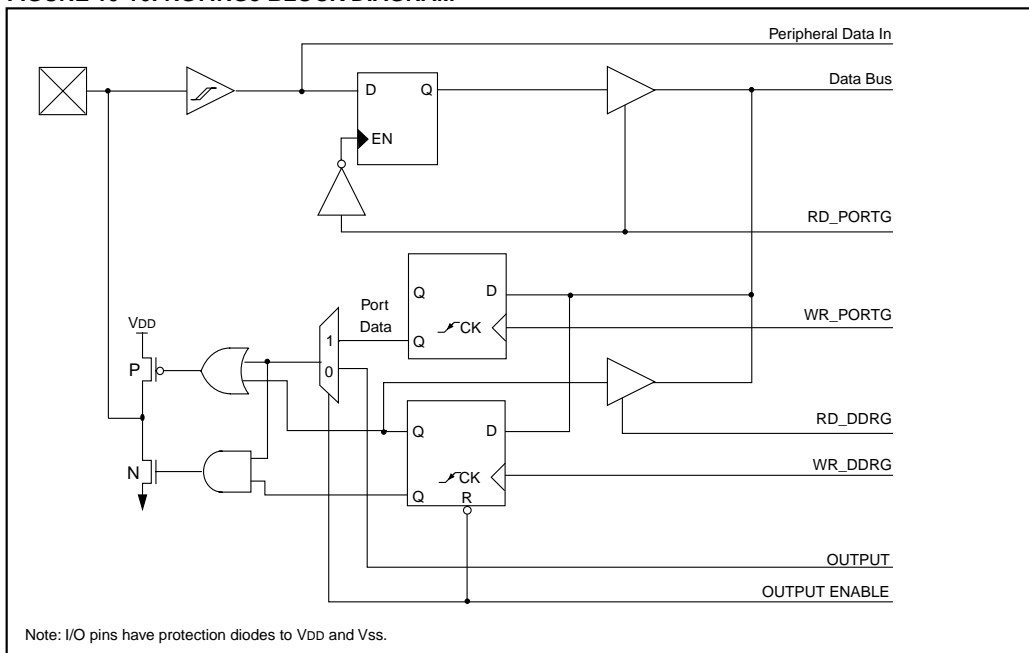 Peripheral Data In
D
Q
Data Bus
EN
RD_PORTG
Q
D
Port
Data
VDD
1
CK
WR_PORTG
Q
P
0
RD_DDRG
Q
D
N
CK
WR_DDRG
Q
R
OUTPUT
OUTPUT ENABLE
Note: I/O pins have protection diodes to VDD and VSS.